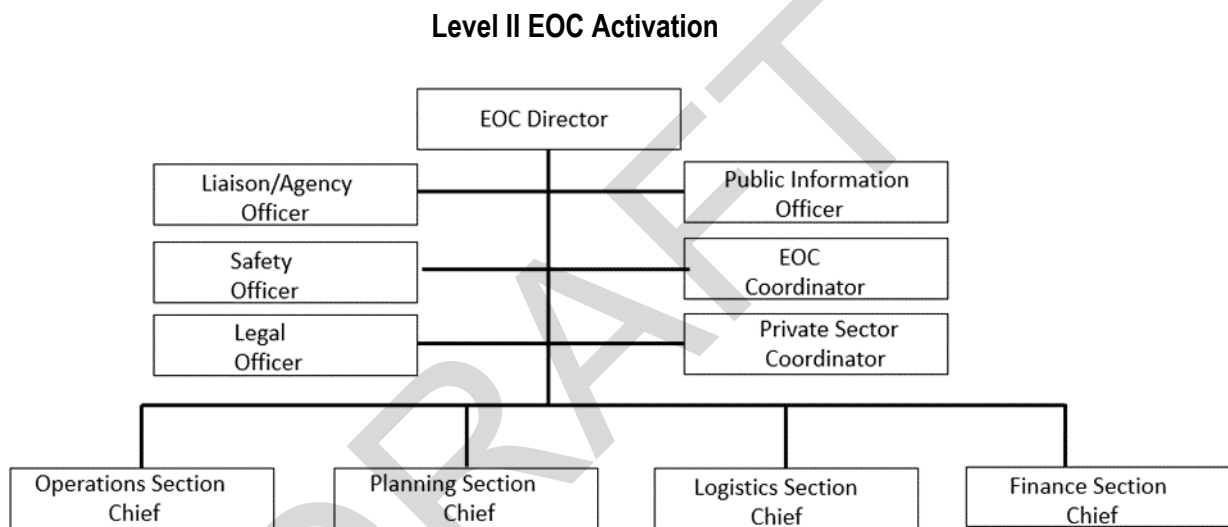 Level II EOC Activation
EOC Director
Liaison/Agency
Officer
Public Information
Officer
Safety
Officer
EOC
Coordinator
Legal
Officer
Private Sector
Coordinator
Operations Section
Chief
Planning Section
Chief
Logistics Section
Chief
Finance Section
Chief
DRAFT